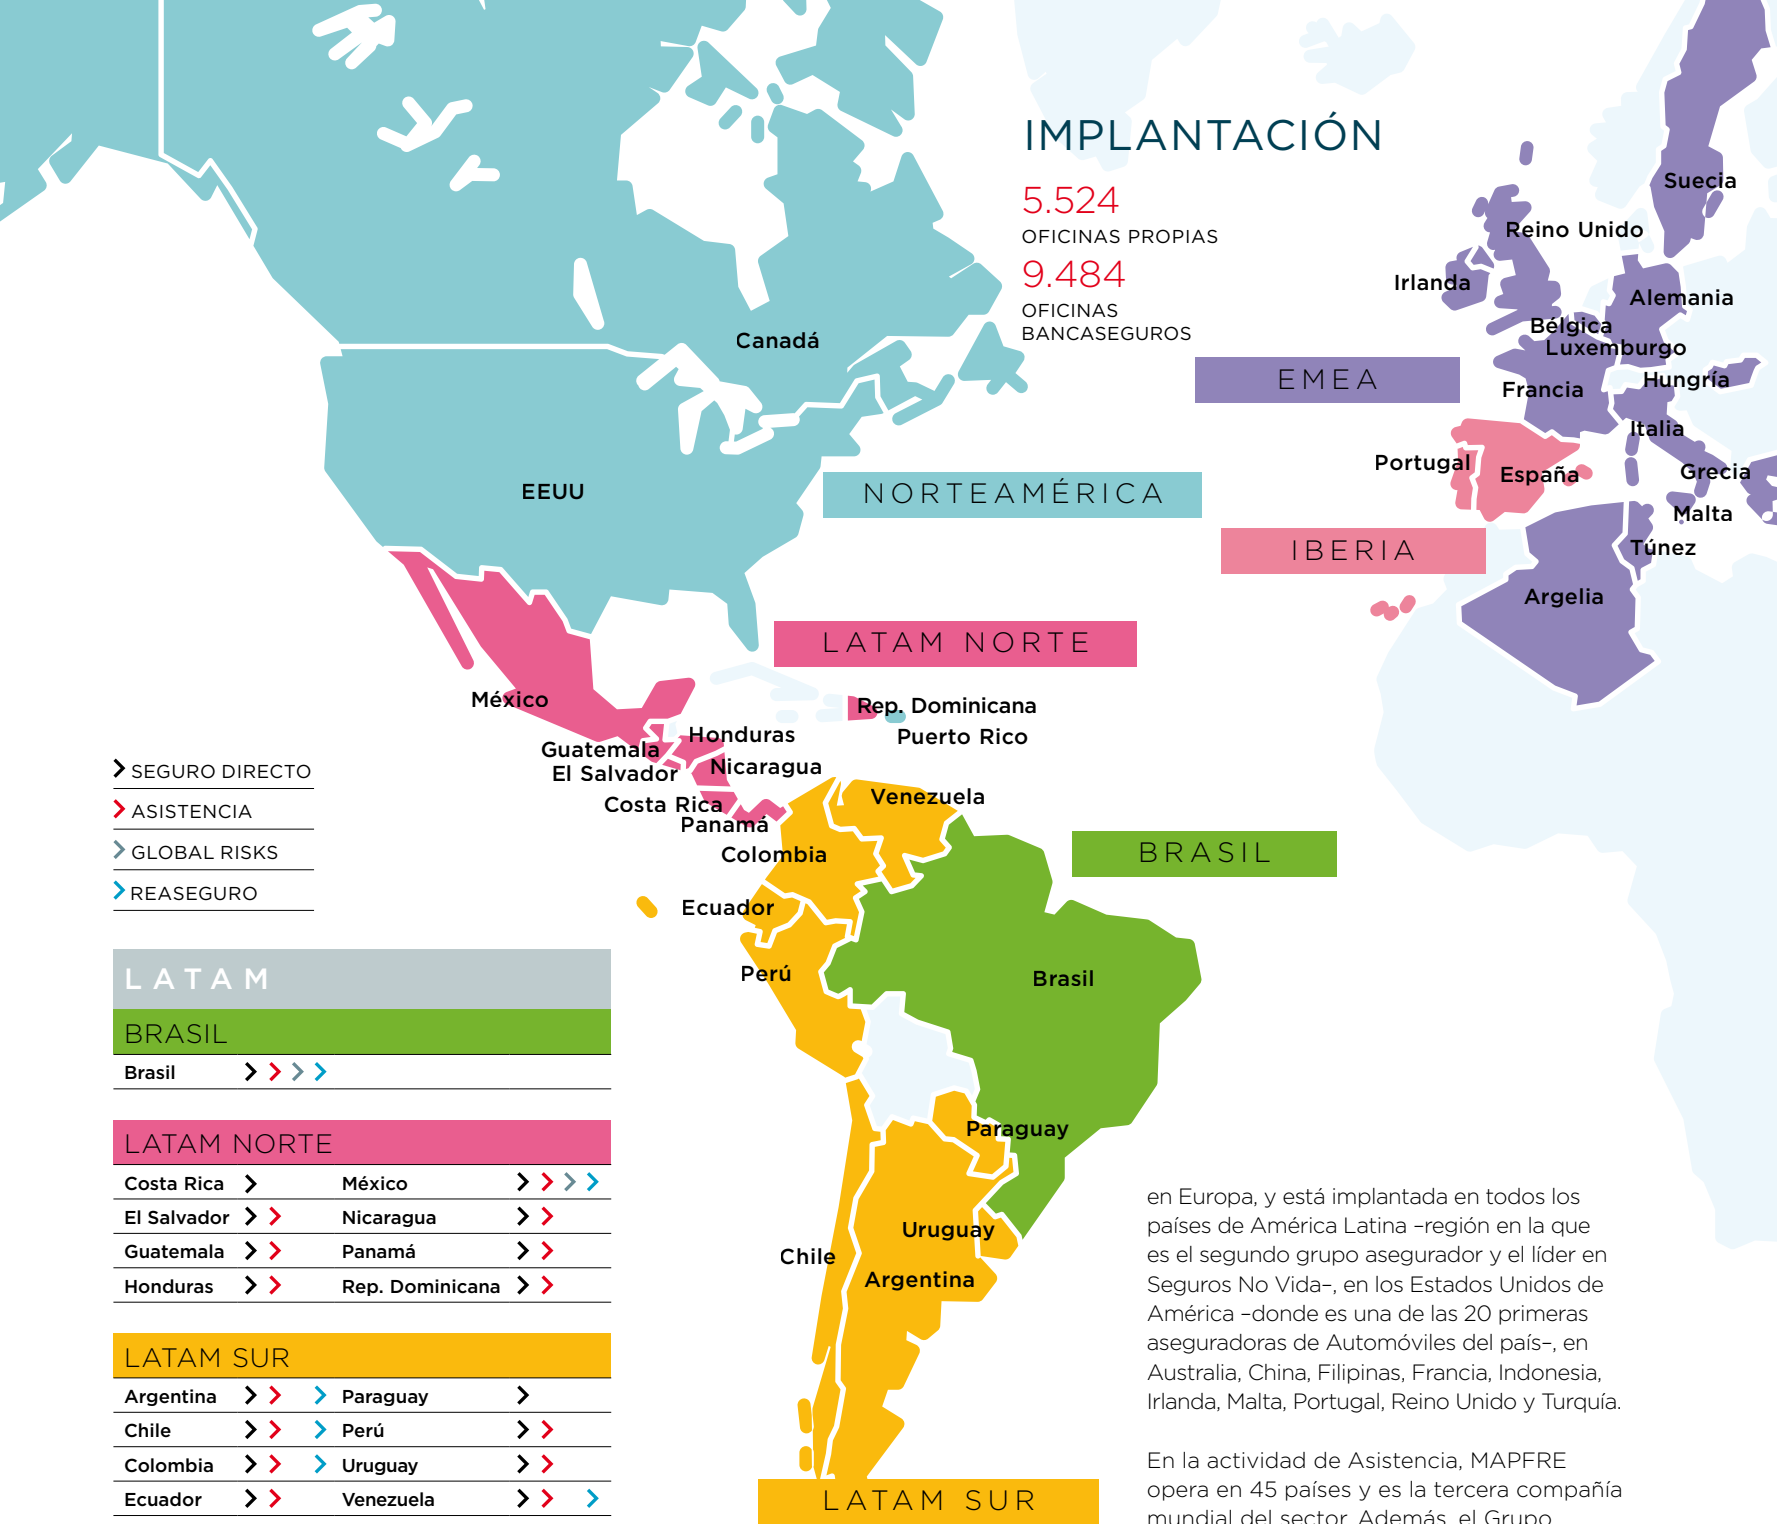 IMPLANTACIÓN
5.524
OFICINAS PROPIAS
9.484
OFICINAS
BANCASEGUROS
Suecia
Reino Unido
Irlanda
Alemania
Bélgica
Luxemburgo
Canadá
EMEA
Francia
Hungría
Italia
Portugal
España
Grecia
EEUU
NORTEAMÉRICA
Malta
IBERIA
Túnez
Argelia
LATAM NORTE
México
Rep. Dominicana
Puerto Rico
Honduras
Guatemala
El Salvador
Nicaragua
Costa Rica
Panamá
Venezuela
Colombia
BRASIL
Ecuador
Perú
Brasil
Paraguay
Uruguay
Chile
Argentina
LATAM SUR
SEGURO DIRECTO
ASISTENCIA
GLOBAL RISKS
REASEGURO
LATAM
BRASIL
Brasil
LATAM NORTE
Costa Rica México
El Salvador Nicaragua
Guatemala Panamá
Honduras Rep. Dominicana
LATAM SUR
Argentina Paraguay
Chile Perú
Colombia Uruguay
Ecuador Venezuela
en Europa, y está implantada en todos los
países de América Latina –región en la que
es el segundo grupo asegurador y el líder en
Seguros No Vida–, en los Estados Unidos de
América –donde es una de las 20 primeras
aseguradoras de Automóviles del país–, en
Australia, China, Filipinas, Francia, Indonesia,
Irlanda, Malta, Portugal, Reino Unido y Turquía.
En la actividad de Asistencia, MAPFRE
opera en 45 países y es la tercera compañía
mundial del sector. Además, el Grupo